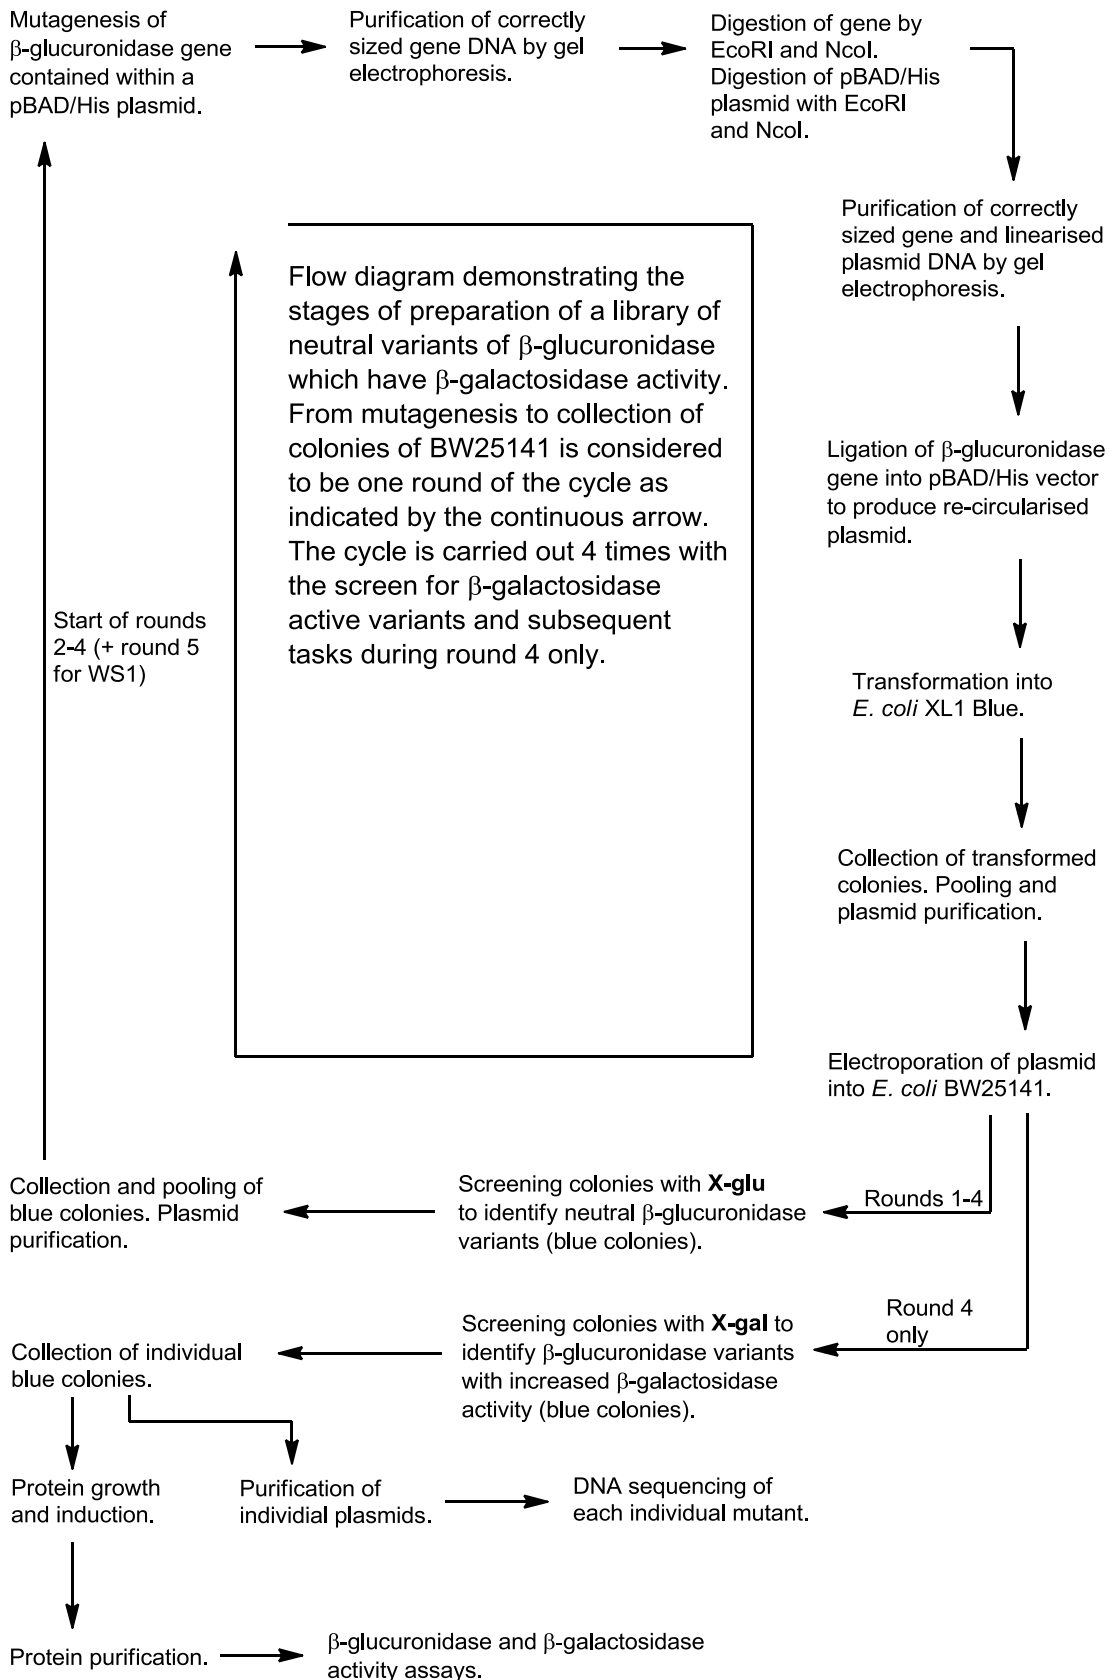 Mutagenesis of
β-glucuronidase gene
contained within a
pBAD/His plasmid.
Purification of correctly
sized gene DNA by gel
electrophoresis.
Digestion of gene by
EcoRI and NcoI.
Digestion of pBAD/His
plasmid with EcoRI
and NcoI.
Purification of correctly
sized gene and linearised
plasmid DNA by gel
electrophoresis.
Flow diagram demonstrating the
stages of preparation of a library of
neutral variants of β-glucuronidase
which have β-galactosidase activity.
From mutagenesis to collection of
colonies of BW25141 is considered
to be one round of the cycle as
indicated by the continuous arrow.
The cycle is carried out 4 times with
the screen for β-galactosidase
active variants and subsequent
tasks during round 4 only.
Ligation of β-glucuronidase
gene into pBAD/His vector
to produce re-circularised
plasmid.
Start of rounds
2-4 (+ round 5
for WS1)
Transformation into
E. coli XL1 Blue.
Collection of transformed
colonies. Pooling and
plasmid purification.
Electroporation of plasmid
into E. coli BW25141.
Rounds 1-4
Screening colonies with X-glu
to identify neutral β-glucuronidase
variants (blue colonies).
Collection and pooling of
blue colonies. Plasmid
purification.
Round 4
only
Screening colonies with X-gal to
identify β-glucuronidase variants
with increased β-galactosidase
activity (blue colonies).
Collection of individual
blue colonies.
Protein growth
and induction.
Purification of
individial plasmids.
DNA sequencing of
each individual mutant.
Protein purification.
β-glucuronidase and β-galactosidase
activity assays.